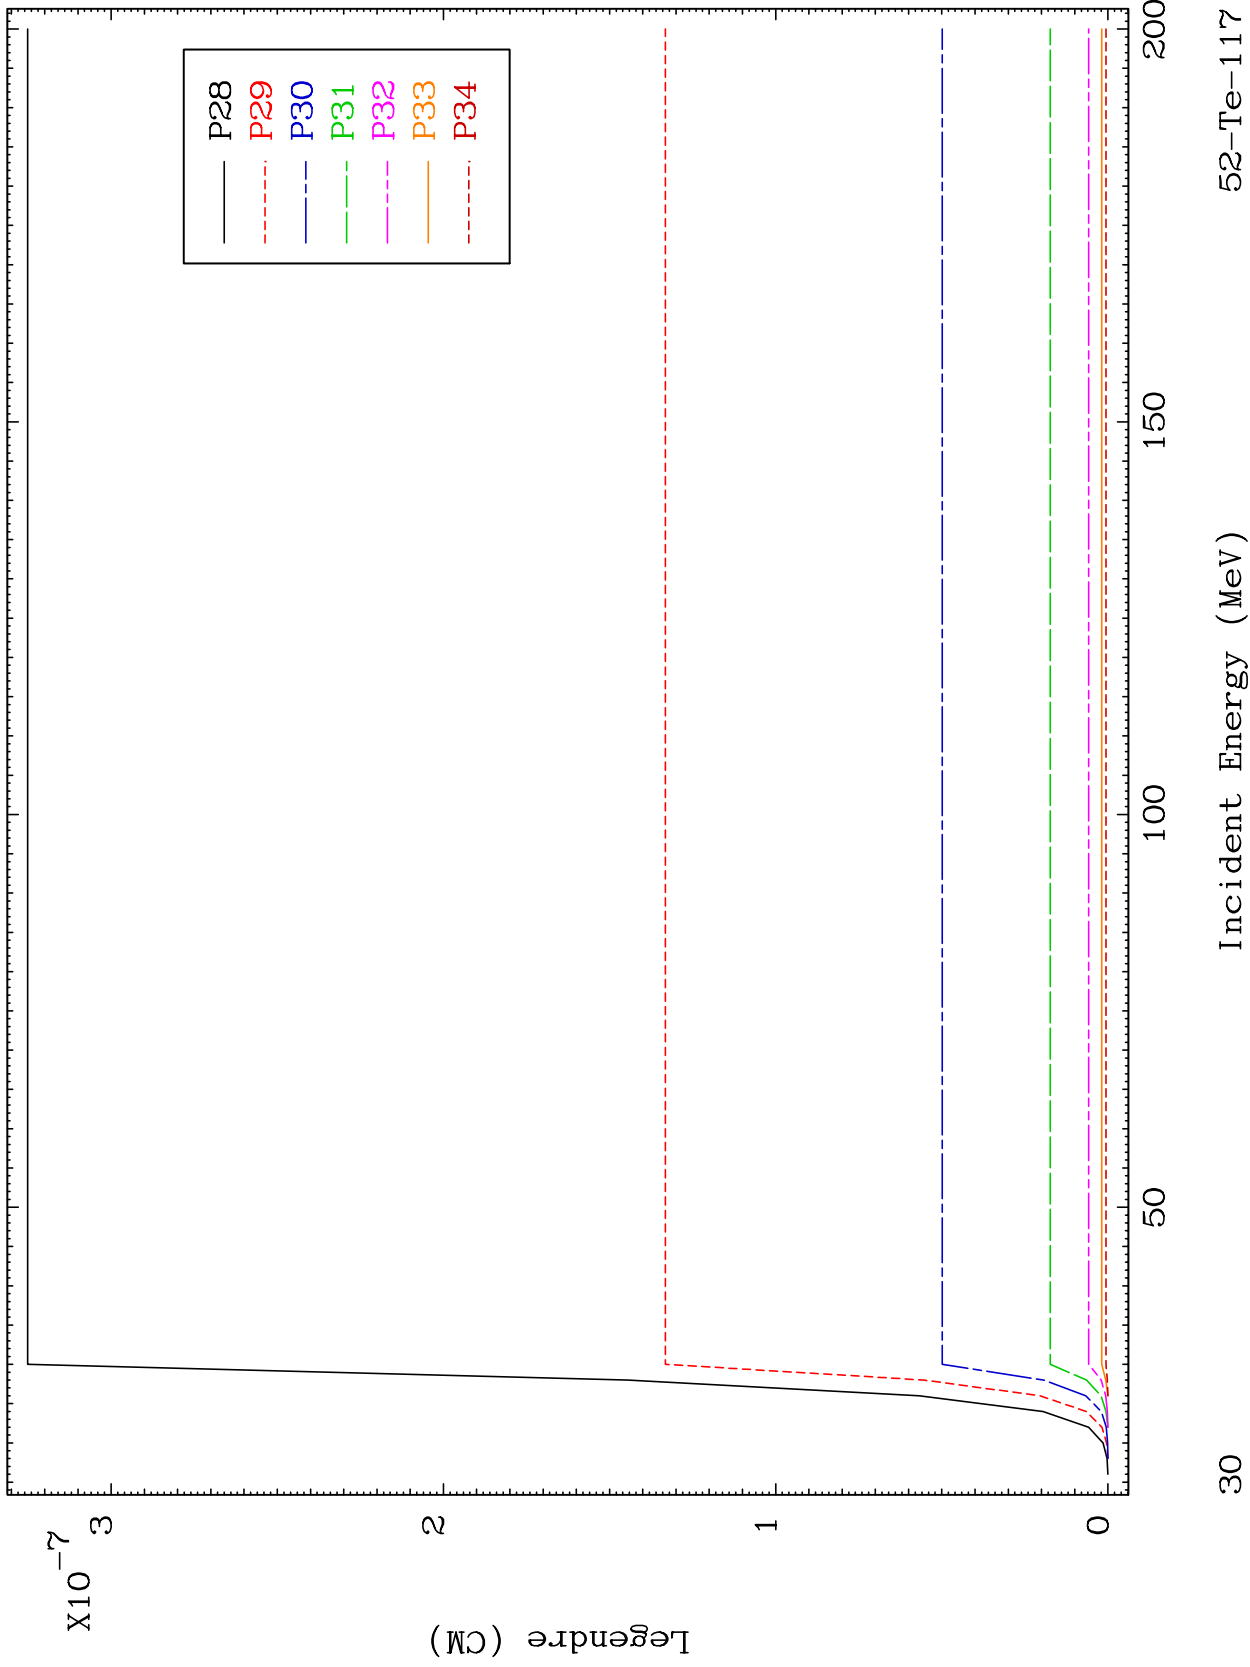 X10-7
3
2
1
0
Legendre (CM)
P28
P29
P30
P31
P32
P33
P34
50
100
150
200
Incident Energy (MeV)
30
52-Te-117